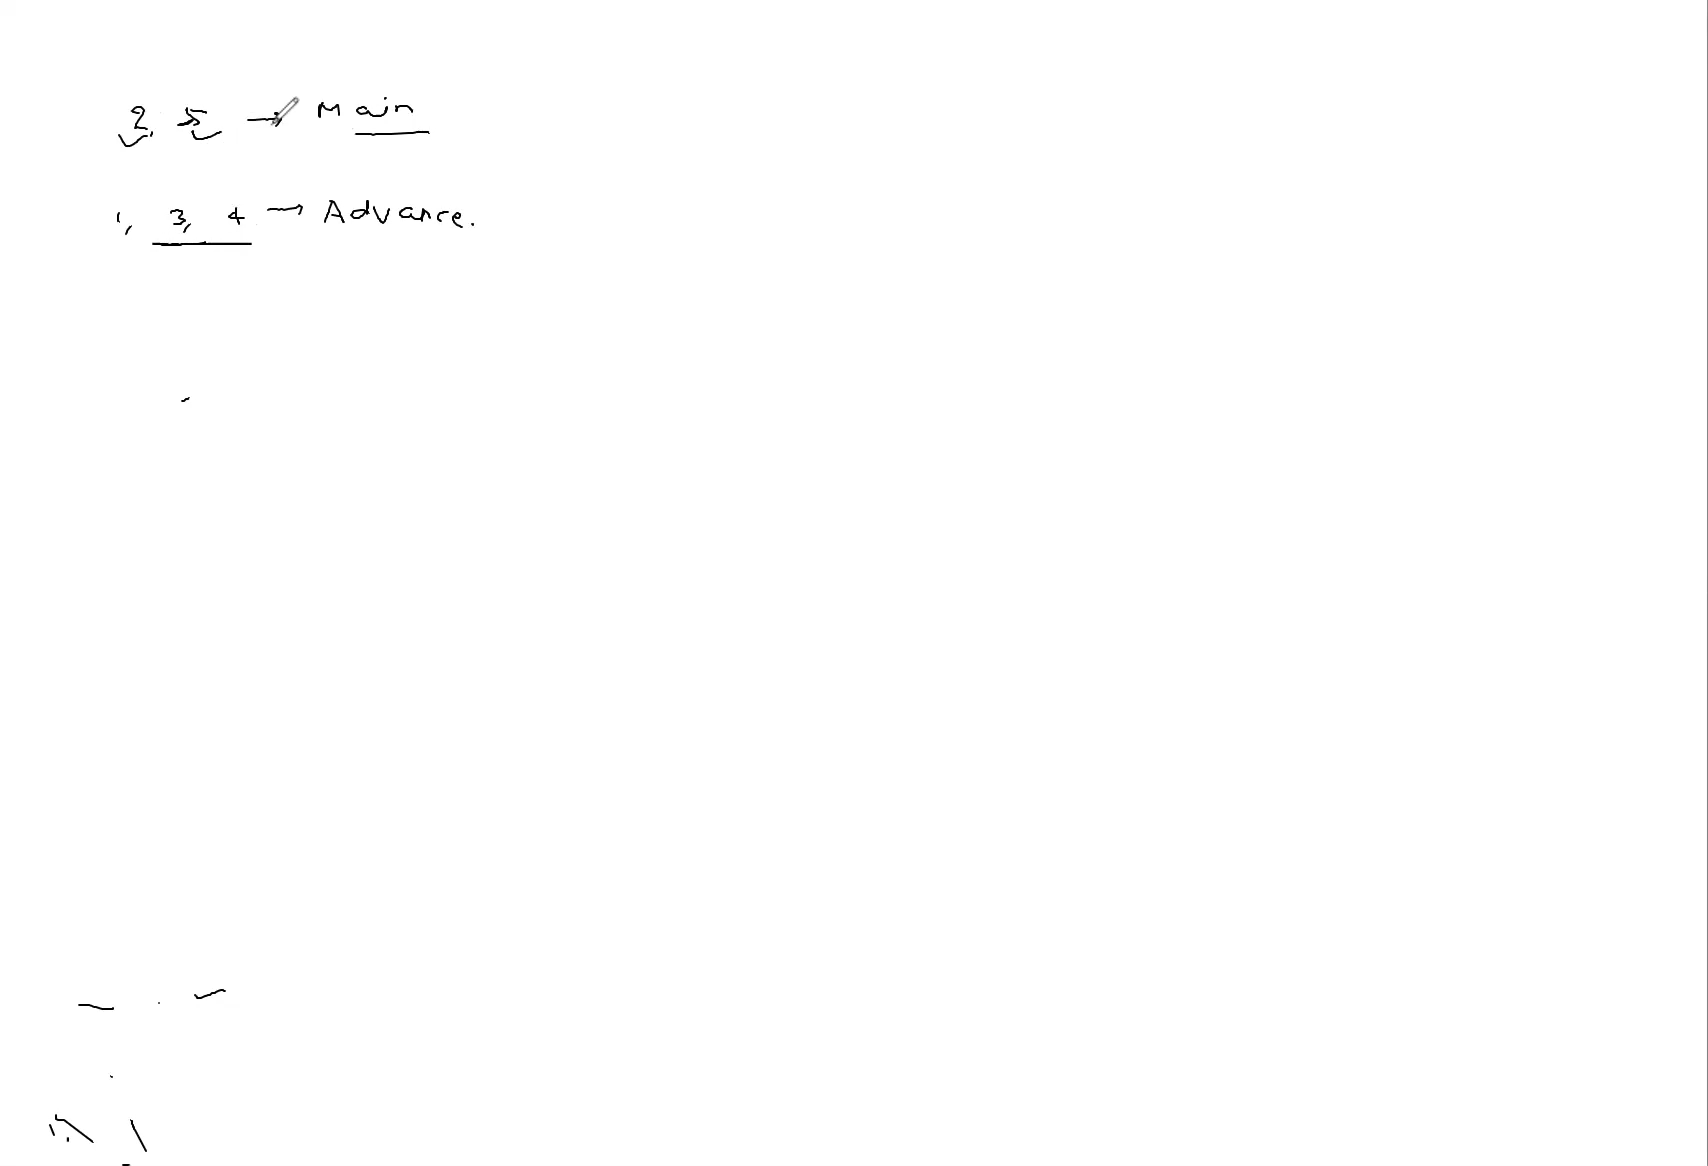 2, 5 → Main
1, 3, 4 → Advance.